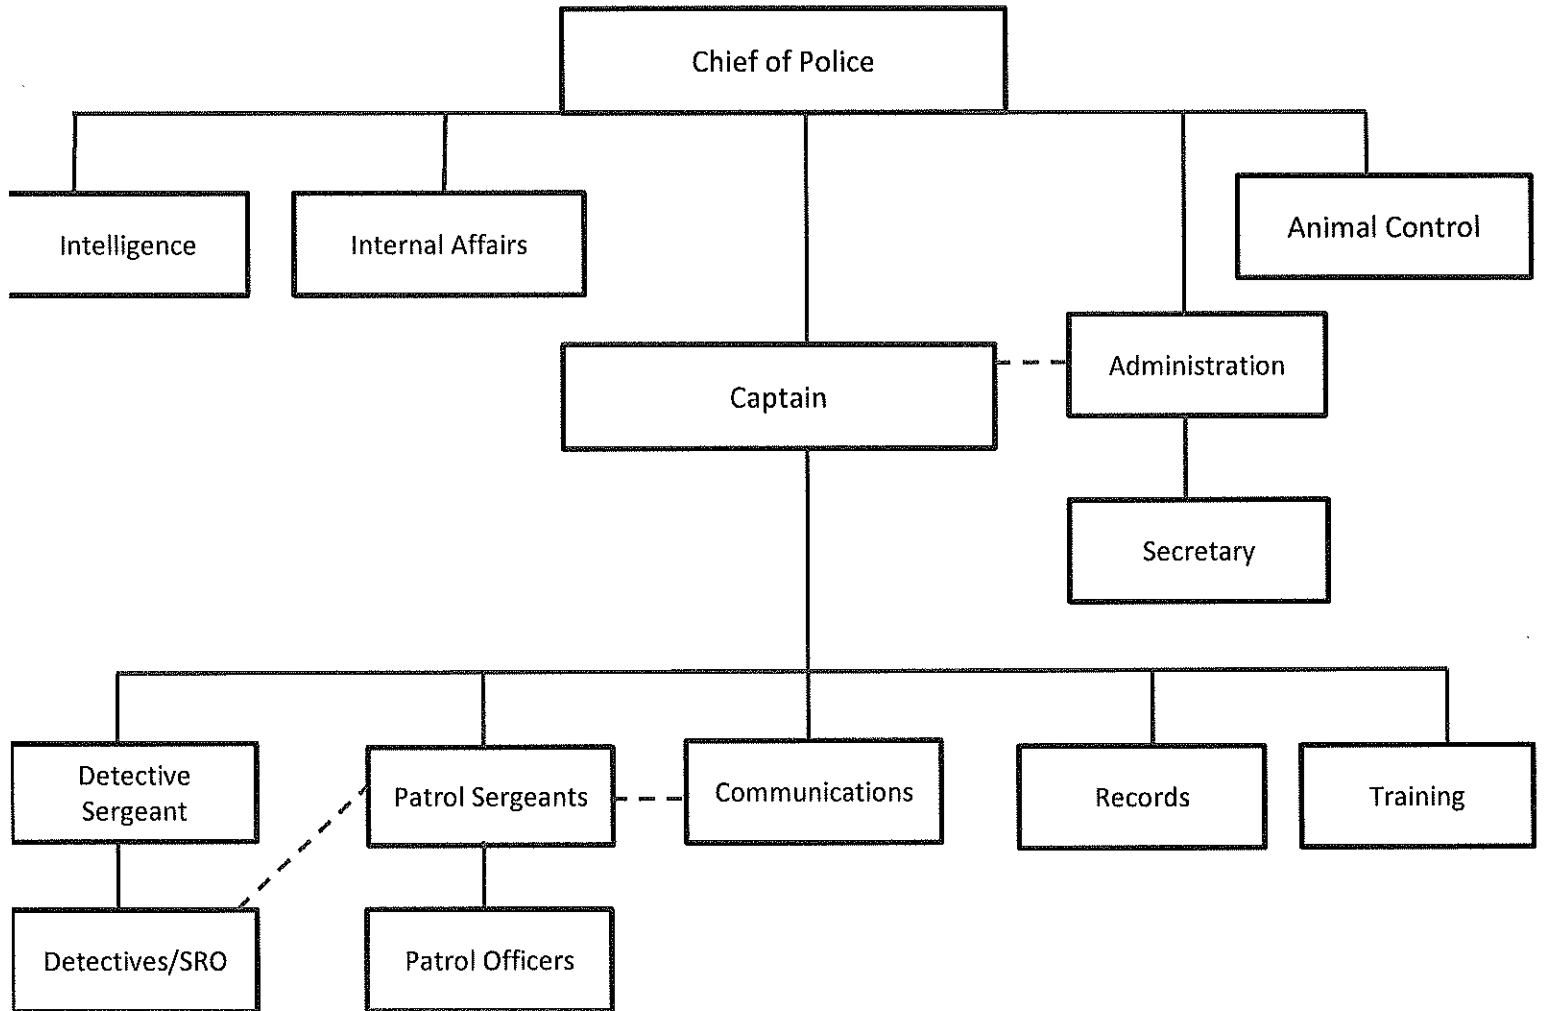 Chief of Police
Intelligence
Internal Affairs
Animal Control
Captain
Administration
Secretary
Detective
Sergeant
Patrol Sergeants
Communications
Records
Training
Detectives/SRO
Patrol Officers